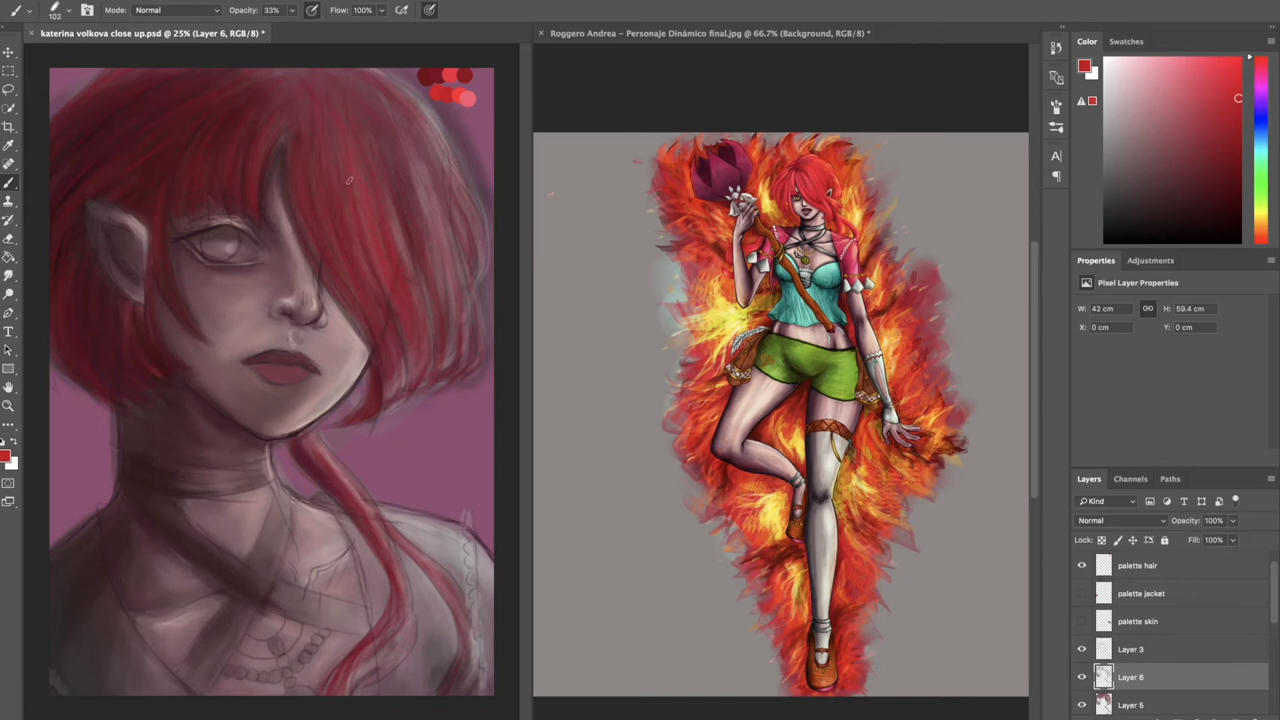 102
Mode: Normal
Opacity: 33%
Flow: 100%
katerina volkova close up.psd @ 25% (Layer 6, RGB/8) *
Roggero Andrea – Personaje Dinámico final.jpg @ 66.7% (Background, RGB/8) *
Color
Swatches
Properties
Adjustments
Pixel Layer Properties
W: 42 cm
H: 59.4 cm
X: 0 cm
Y: 0 cm
Layers
Channels
Paths
Kind
Normal
Opacity: 100%
Lock:
Fill: 100%
palette hair
palette jacket
palette skin
Layer 3
Layer 6
Layer 5